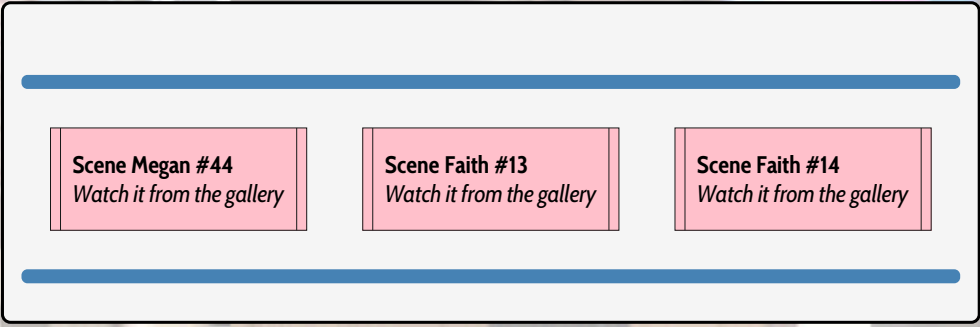 Scene Megan #44
Watch it from the gallery
Scene Faith #13
Watch it from the gallery
Scene Faith #14
Watch it from the gallery